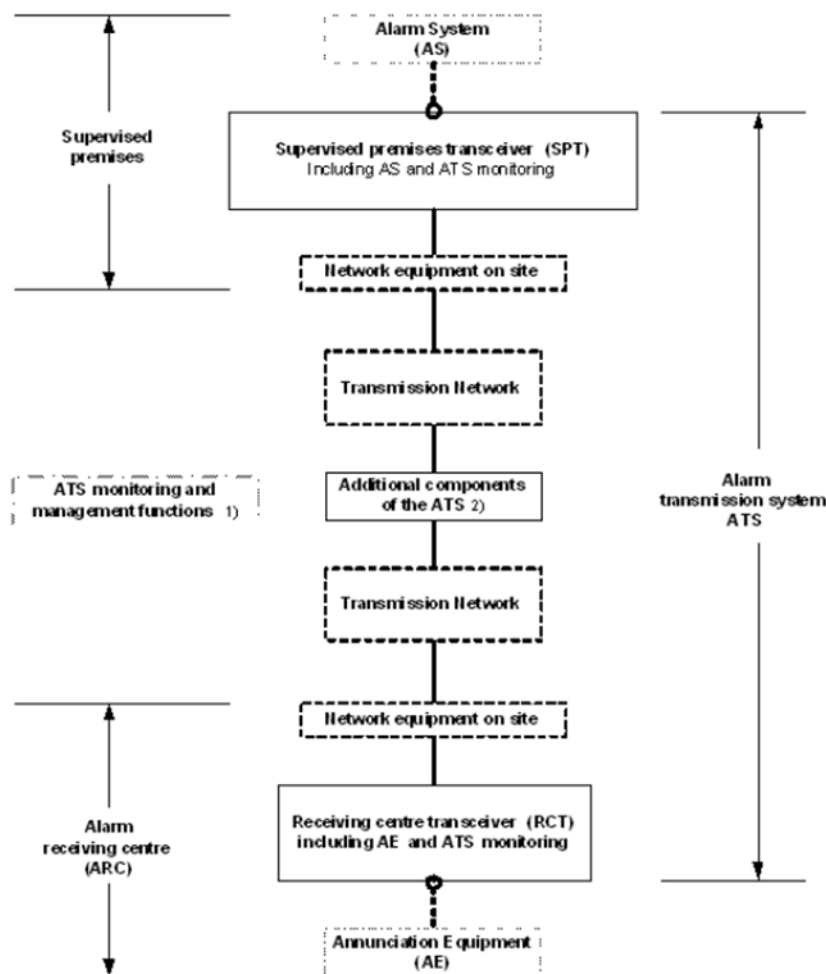 Alarm System
(AS)
Supervised
premises
Supervised premises transceiver (SPT)
Including AS and ATS monitoring
Network equipment on site
Transmission Network
ATS monitoring and
management functions 1)
Additional components
of the ATS 2)
Alarm
transmission system
ATS
Transmission Network
Network equipment on site
Alarm
receiving centre
(ARC)
Receiving centre transceiver (RCT)
including AE and ATS monitoring
Annunciation Equipment
(AE)